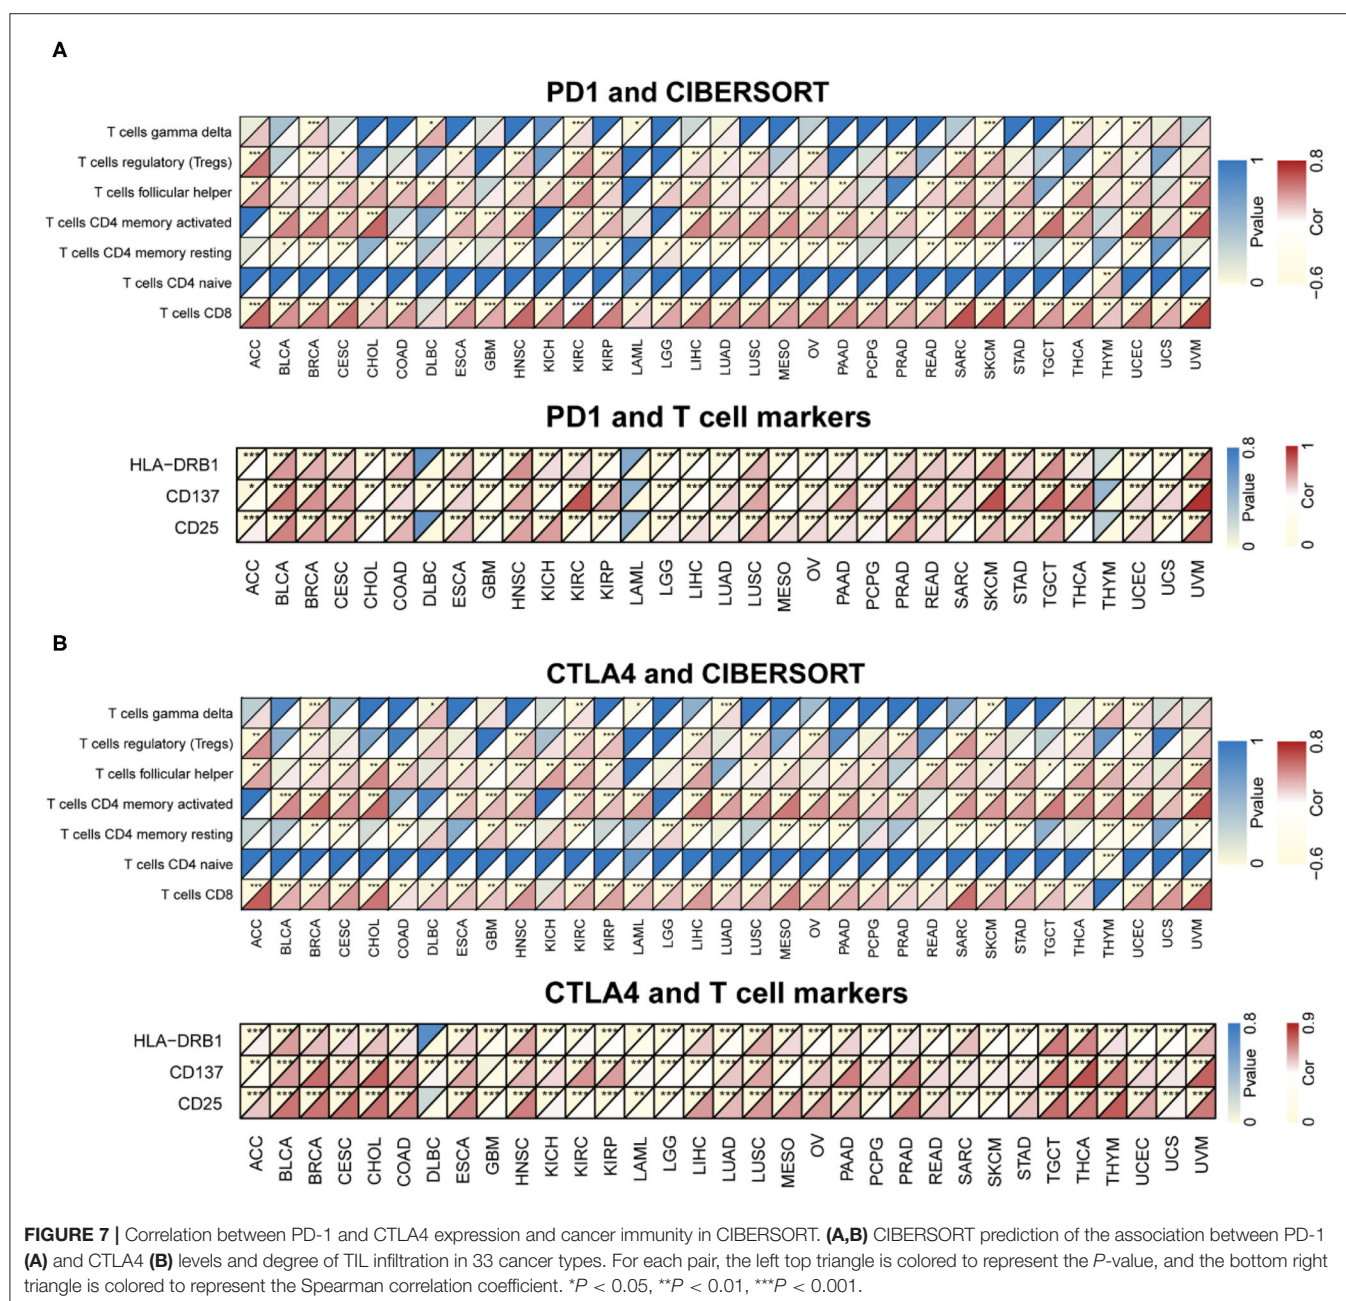 A
PD1 and CIBERSORT
T cells gamma delta
T cells regulatory (Tregs)
T cells follicular helper
T cells CD4 memory activated
T cells CD4 memory resting
T cells CD4 naive
T cells CD8
ACC BLCA BRCA CESC CHOL COAD DLBC ESCA GBM HNSC KICH KIRC KIRP LAML LGG LIHC LUAD LUSC MESO OV PAAD PCPG PRAD READ SARC SKCM STAD TGCT THCA THYM UCEC UCS UVM
0 Pvalue 1
−0.6 Cor 0.8
PD1 and T cell markers
HLA−DRB1
CD137
CD25
ACC BLCA BRCA CESC CHOL COAD DLBC ESCA GBM HNSC KICH KIRC KIRP LAML LGG LIHC LUAD LUSC MESO OV PAAD PCPG PRAD READ SARC SKCM STAD TGCT THCA THYM UCEC UCS UVM
0 Pvalue 0.8
0 Cor 1
B
CTLA4 and CIBERSORT
T cells gamma delta
T cells regulatory (Tregs)
T cells follicular helper
T cells CD4 memory activated
T cells CD4 memory resting
T cells CD4 naive
T cells CD8
ACC BLCA BRCA CESC CHOL COAD DLBC ESCA GBM HNSC KICH KIRC KIRP LAML LGG LIHC LUAD LUSC MESO OV PAAD PCPG PRAD READ SARC SKCM STAD TGCT THCA THYM UCEC UCS UVM
0 Pvalue 1
−0.6 Cor 0.8
CTLA4 and T cell markers
HLA−DRB1
CD137
CD25
ACC BLCA BRCA CESC CHOL COAD DLBC ESCA GBM HNSC KICH KIRC KIRP LAML LGG LIHC LUAD LUSC MESO OV PAAD PCPG PRAD READ SARC SKCM STAD TGCT THCA THYM UCEC UCS UVM
0 Pvalue 0.8
0 Cor 0.9
FIGURE 7 | Correlation between PD-1 and CTLA4 expression and cancer immunity in CIBERSORT. (A,B) CIBERSORT prediction of the association between PD-1
(A) and CTLA4 (B) levels and degree of TIL infiltration in 33 cancer types. For each pair, the left top triangle is colored to represent the P-value, and the bottom right
triangle is colored to represent the Spearman correlation coefficient. *P < 0.05, **P < 0.01, ***P < 0.001.